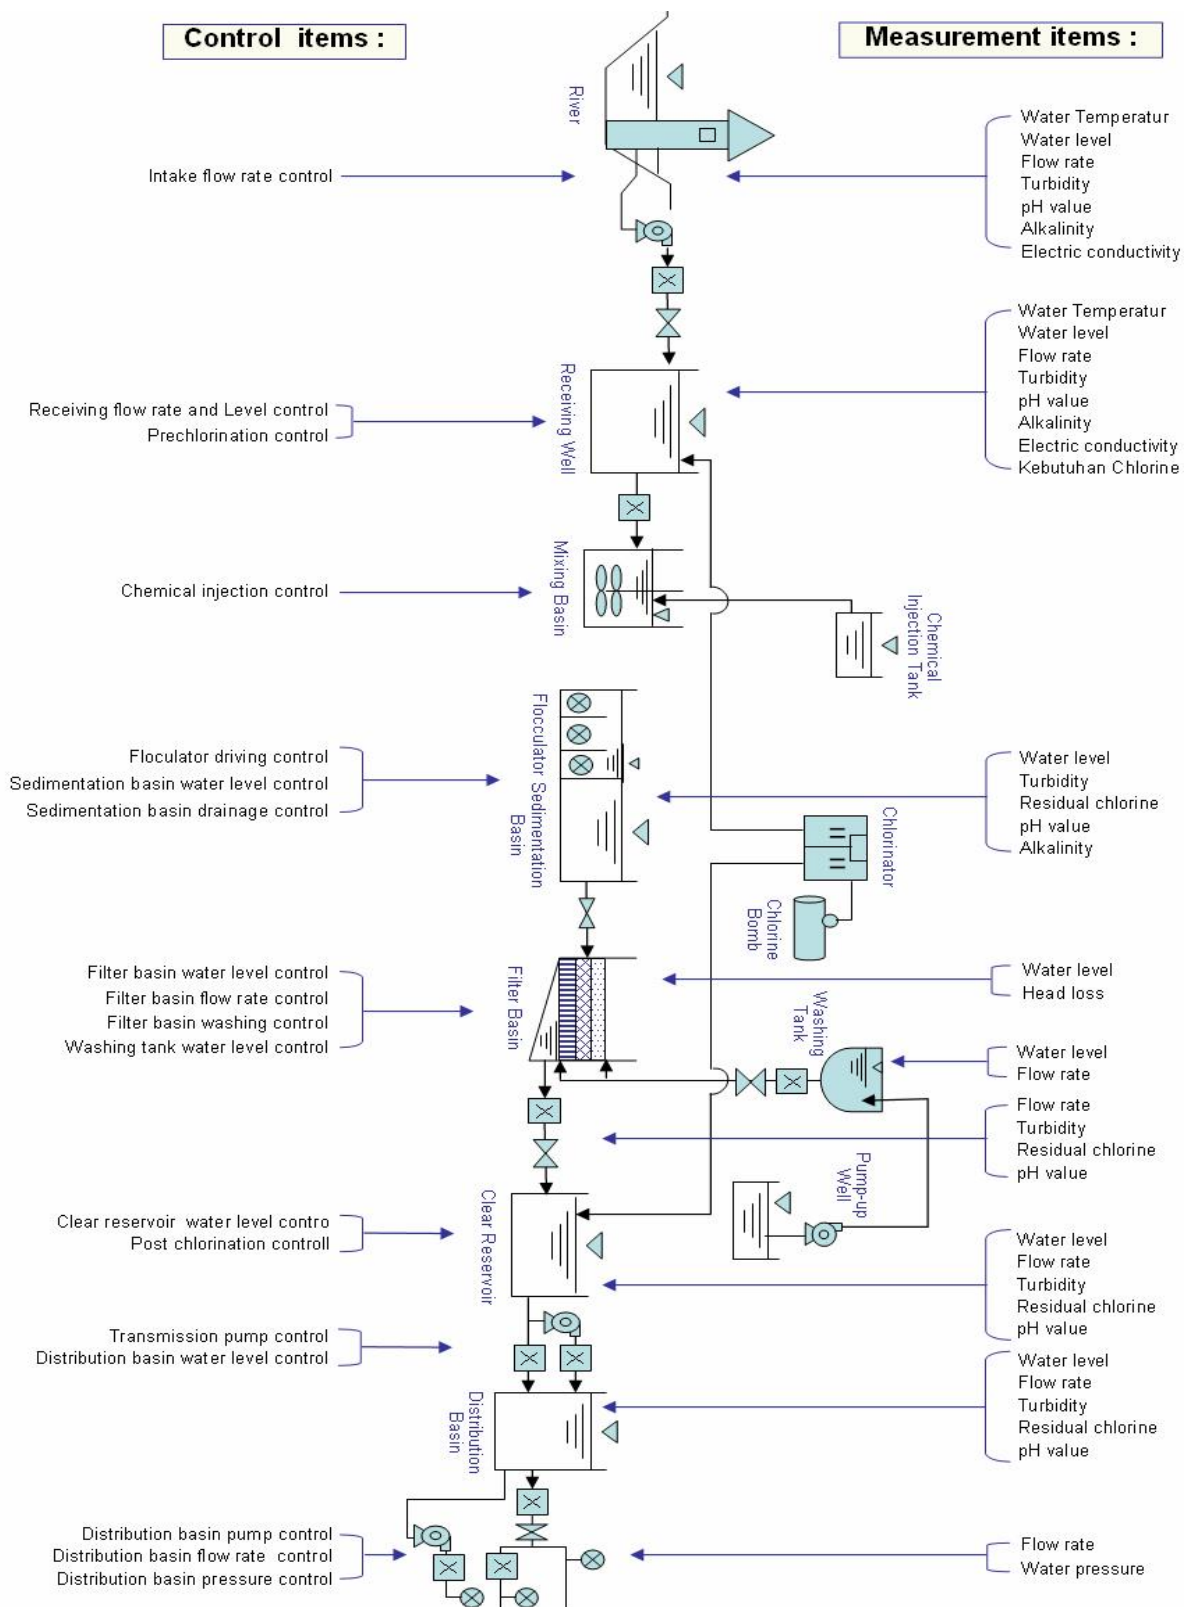 Control items :
Measurement items :
River
Water Temperatur
Water level
Flow rate
Turbidity
pH value
Alkalinity
Electric conductivity
Intake flow rate control
Water Temperatur
Water level
Flow rate
Turbidity
pH value
Alkalinity
Electric conductivity
Kebutuhan Chlorine
Receiving flow rate and Level control
Prechlorination control
Receiving Well
Chemical injection control
Mixing Basin
Chemical
Injection Tank
Floculator driving control
Sedimentation basin water level control
Sedimentation basin drainage control
Flocculator Sedimentation
Basin
Water level
Turbidity
Residual chlorine
pH value
Alkalinity
Chlorinator
Chlorine
Bomb
Filter basin water level control
Filter basin flow rate control
Filter basin washing control
Washing tank water level control
Filter Basin
Water level
Head loss
Washing
Tank
Water level
Flow rate
Flow rate
Turbidity
Residual chlorine
pH value
Pump-up
Well
Clear reservoir water level contro
Post chlorination controll
Clear Reservoir
Water level
Flow rate
Turbidity
Residual chlorine
pH value
Transmission pump control
Distribution basin water level control
Distribution
Basin
Water level
Flow rate
Turbidity
Residual chlorine
pH value
Distribution basin pump control
Distribution basin flow rate control
Distribution basin pressure control
Flow rate
Water pressure